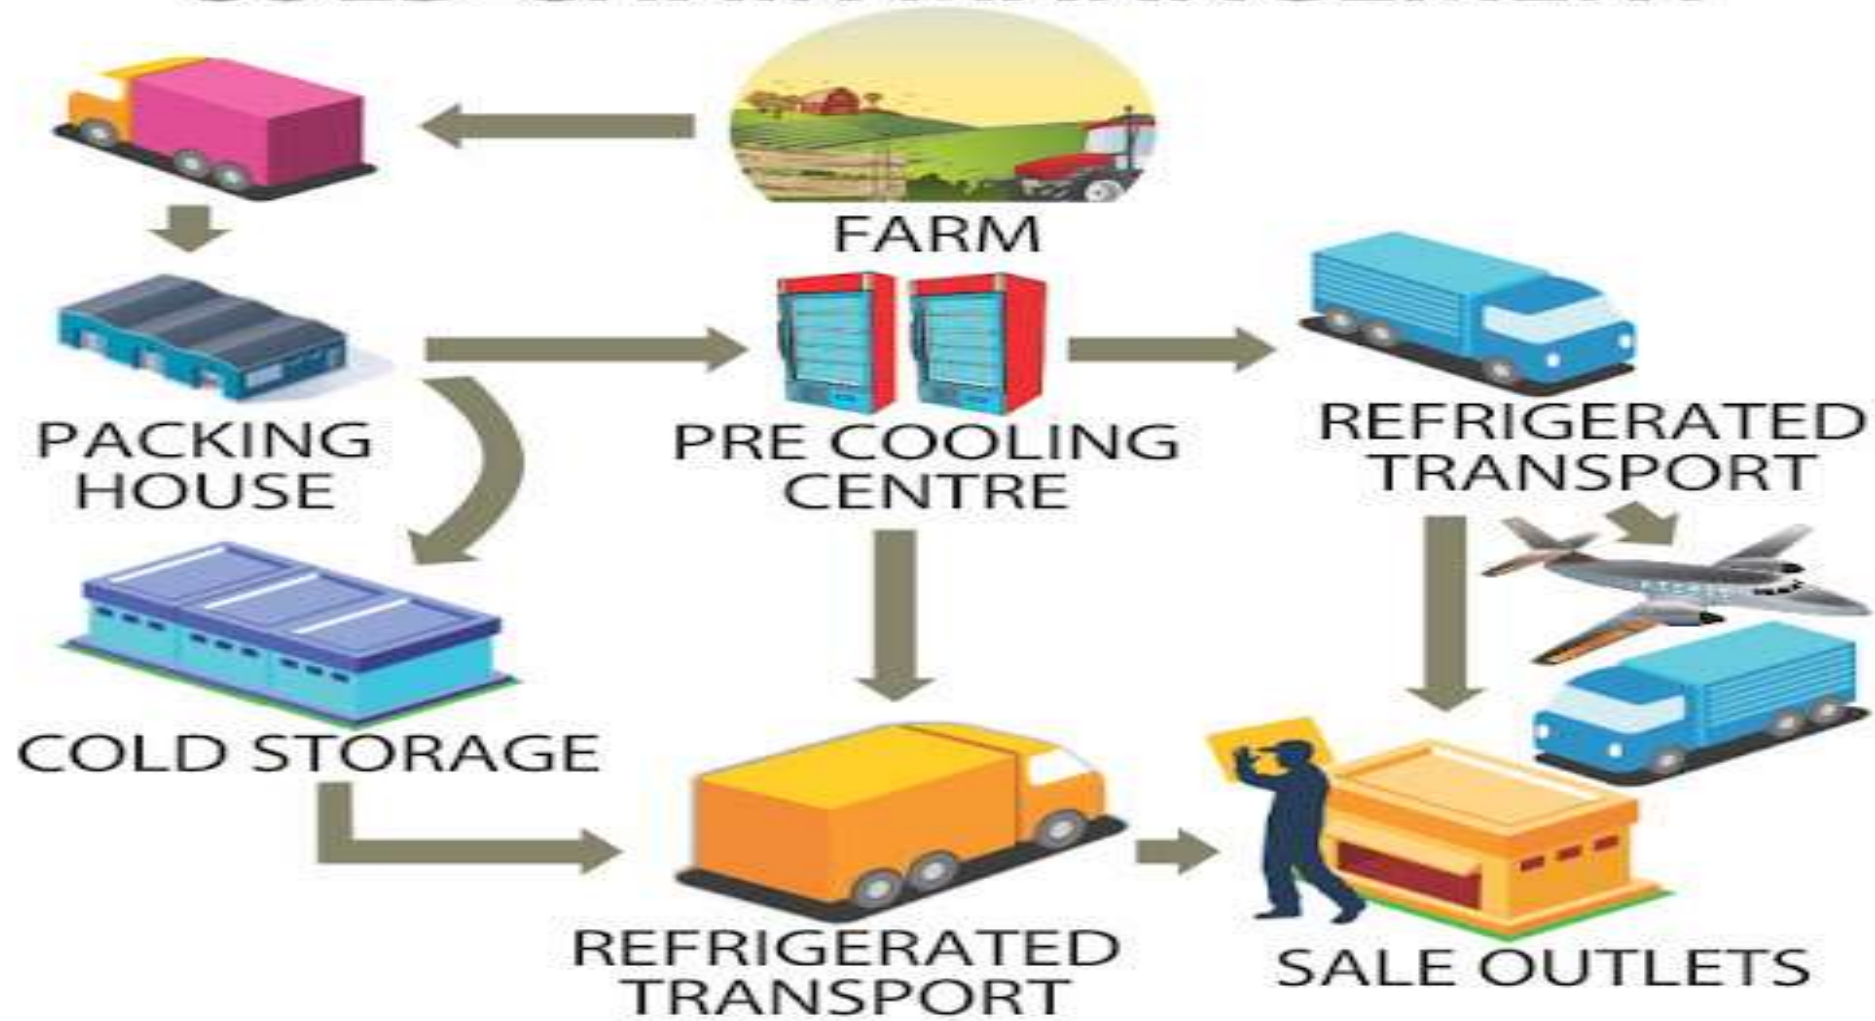 FARM
PACKING
HOUSE
PRE COOLING
CENTRE
REFRIGERATED
TRANSPORT
COLD STORAGE
REFRIGERATED
TRANSPORT
SALE OUTLETS